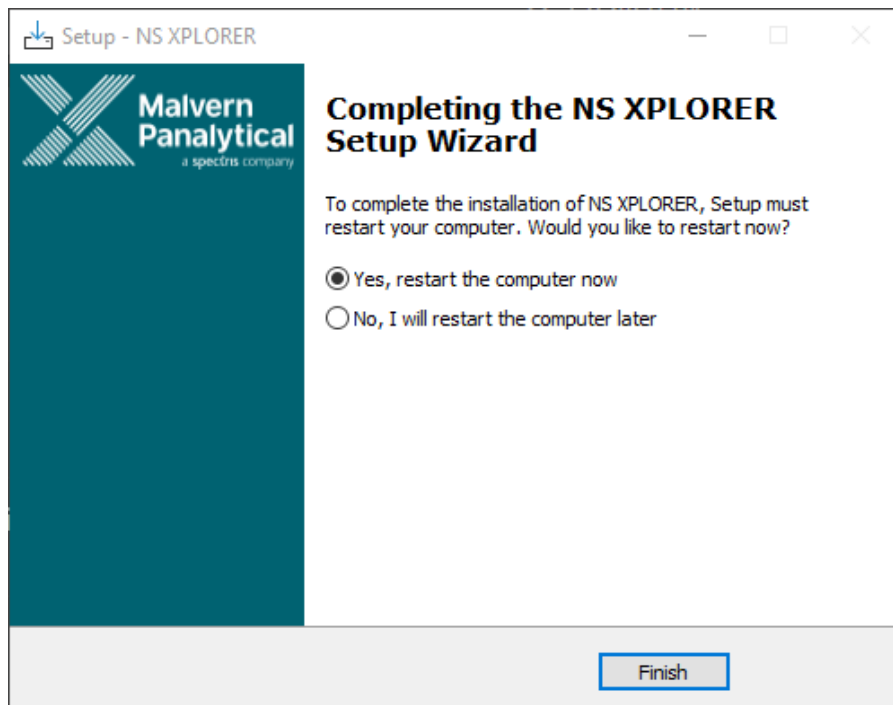 Setup - NS XPLORER
Malvern
Panalytical
a spectris company
Completing the NS XPLORER
Setup Wizard
To complete the installation of NS XPLORER, Setup must
restart your computer. Would you like to restart now?
Yes, restart the computer now
No, I will restart the computer later
Finish